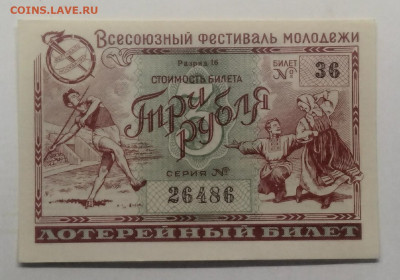 COINS.LAVE.RU
Всесоюзный фестиваль молодежи
Разряд 16
СТОИМОСТЬ БИЛЕТА
БИЛЕТ № 36
Три рубля
3
СЕРИЯ №
26486
ЛОТЕРЕЙНЫЙ БИЛЕТ